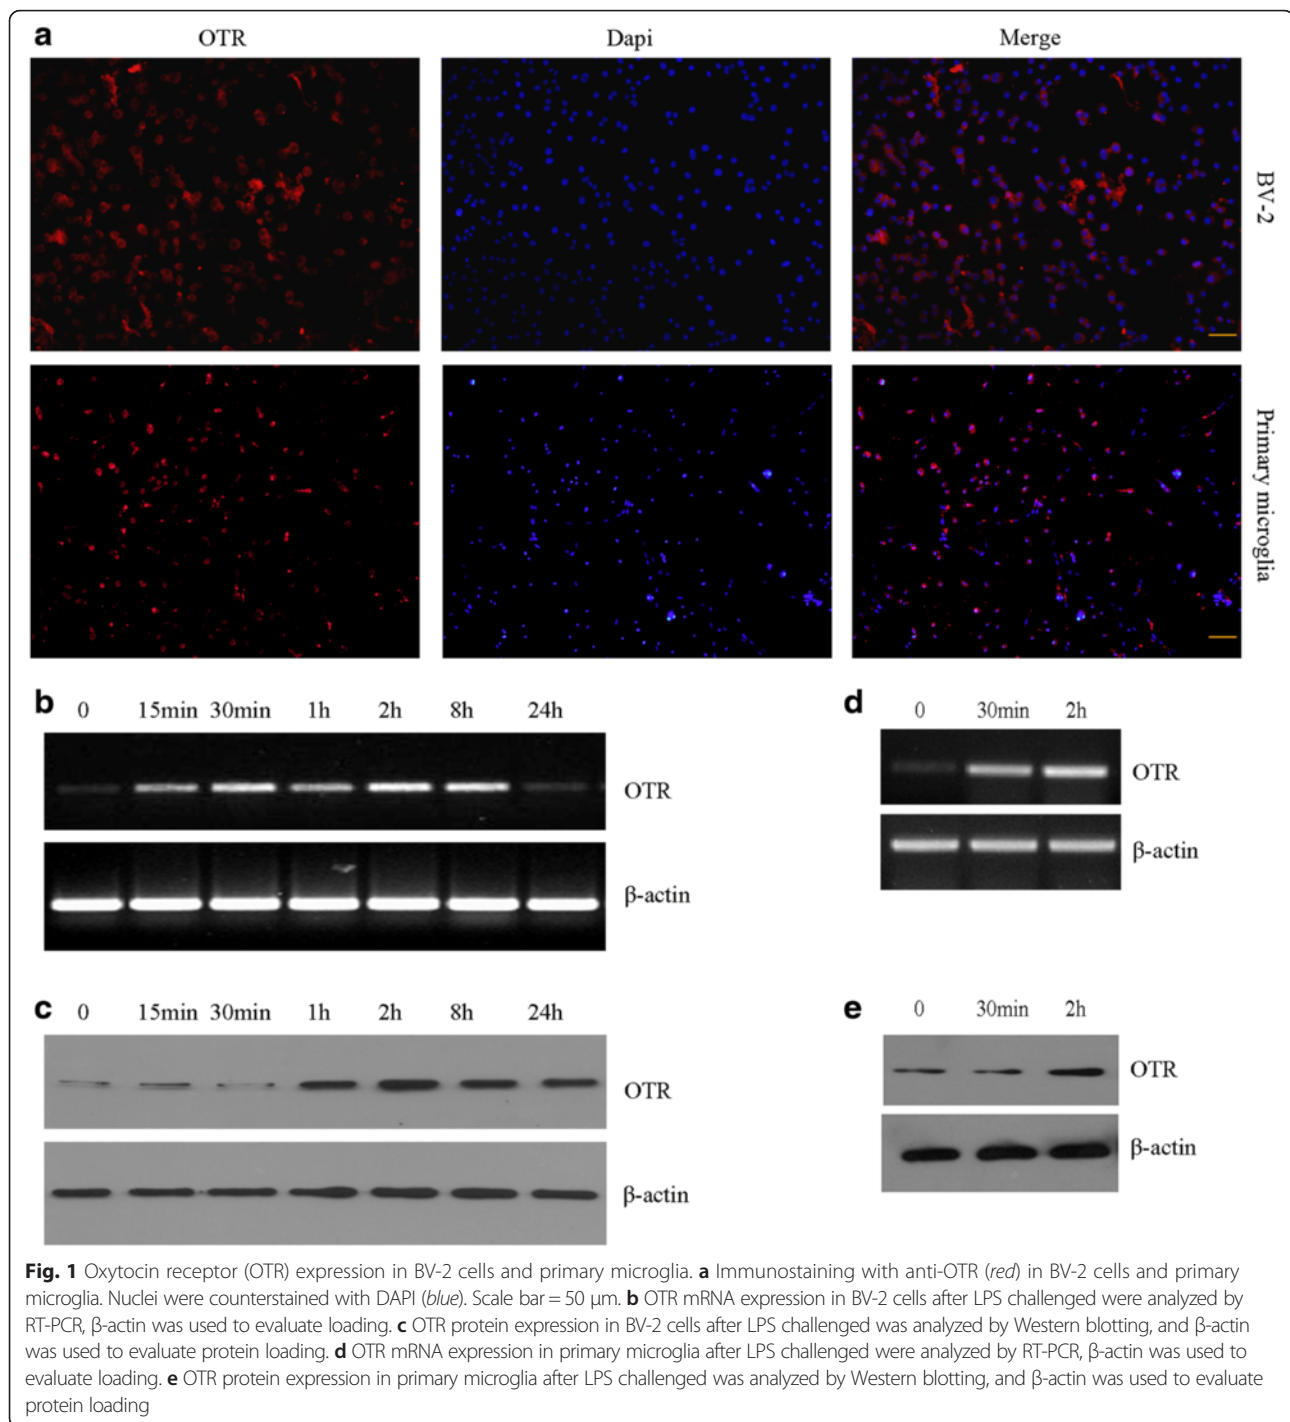 a OTR Dapi Merge
BV-2
Primary microglia
b 0 15min 30min 1h 2h 8h 24h
OTR
β-actin
d 0 30min 2h
OTR
β-actin
c 0 15min 30min 1h 2h 8h 24h
OTR
β-actin
e 0 30min 2h
OTR
β-actin
Fig. 1 Oxytocin receptor (OTR) expression in BV-2 cells and primary microglia. a Immunostaining with anti-OTR (red) in BV-2 cells and primary
microglia. Nuclei were counterstained with DAPI (blue). Scale bar = 50 μm. b OTR mRNA expression in BV-2 cells after LPS challenged were analyzed by
RT-PCR, β-actin was used to evaluate loading. c OTR protein expression in BV-2 cells after LPS challenged was analyzed by Western blotting, and β-actin
was used to evaluate protein loading. d OTR mRNA expression in primary microglia after LPS challenged were analyzed by RT-PCR, β-actin was used to
evaluate loading. e OTR protein expression in primary microglia after LPS challenged was analyzed by Western blotting, and β-actin was used to evaluate
protein loading